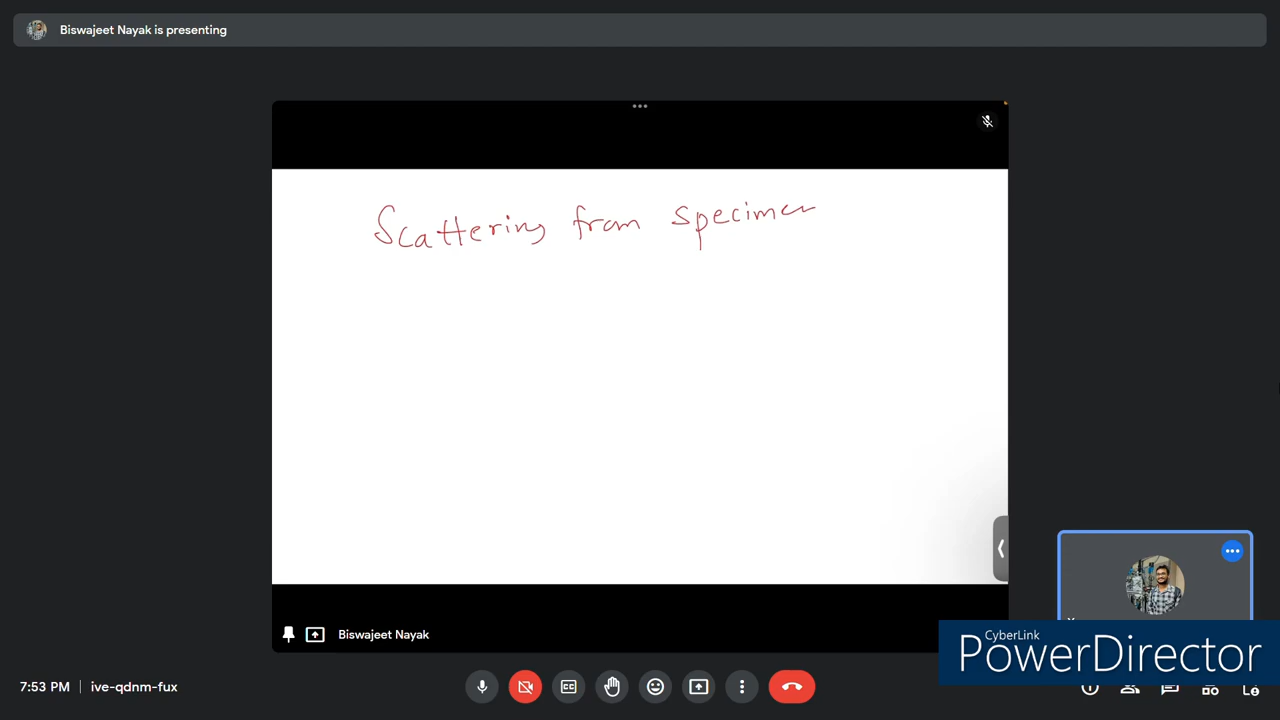 Biswajeet Nayak is presenting
Scattering from specimen
Biswajeet Nayak
CyberLink
PowerDirector
7:53 PM | ive-qdnm-fux